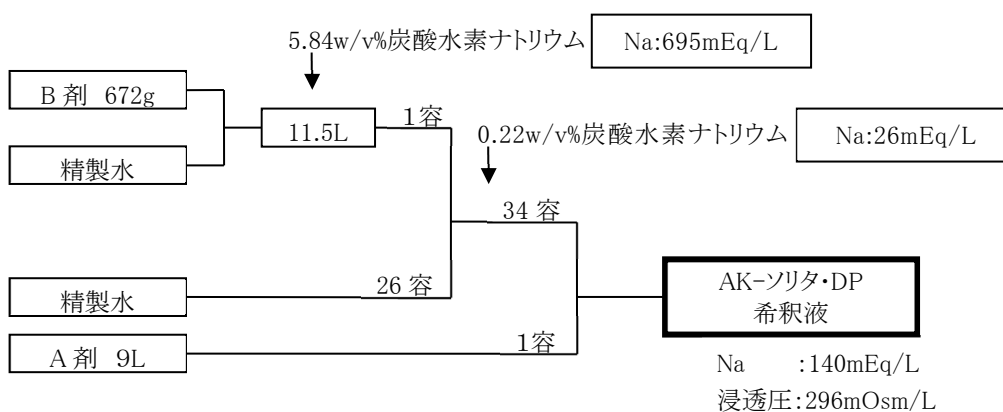 5.84w/v%炭酸水素ナトリウム
Na:695mEq/L
B剤 672g
11.5L
1容
精製水
0.22w/v%炭酸水素ナトリウム
Na:26mEq/L
34容
精製水
26容
AK-ソリタ・DP
希釈液
A剤 9L
1容
Na :140mEq/L
浸透圧:296mOsm/L